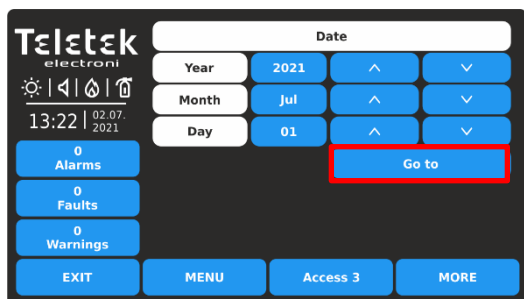 Teletek
electroni
13:22 02.07.
2021
0
Alarms
0
Faults
0
Warnings
Date
Year 2021
Month Jul
Day 01
Go to
EXIT MENU Access 3 MORE